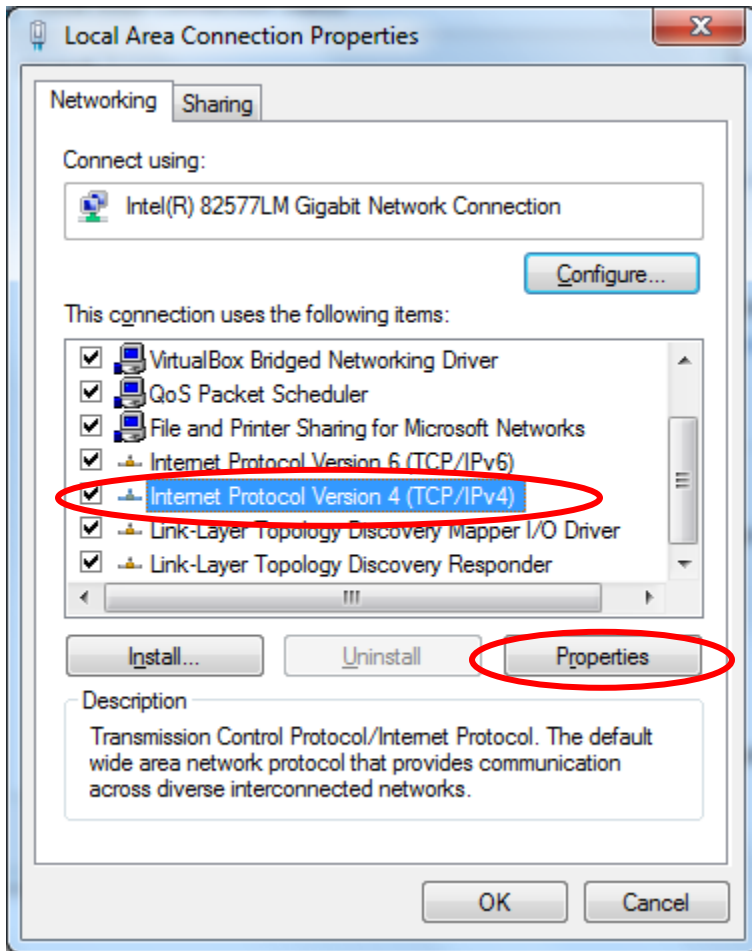 Local Area Connection Properties
Networking
Sharing
Connect using:
Intel(R) 82577LM Gigabit Network Connection
Configure...
This connection uses the following items:
VirtualBox Bridged Networking Driver
QoS Packet Scheduler
File and Printer Sharing for Microsoft Networks
Internet Protocol Version 6 (TCP/IPv6)
Internet Protocol Version 4 (TCP/IPv4)
Link-Layer Topology Discovery Mapper I/O Driver
Link-Layer Topology Discovery Responder
Install...
Uninstall
Properties
Description
Transmission Control Protocol/Internet Protocol. The default
wide area network protocol that provides communication
across diverse interconnected networks.
OK
Cancel